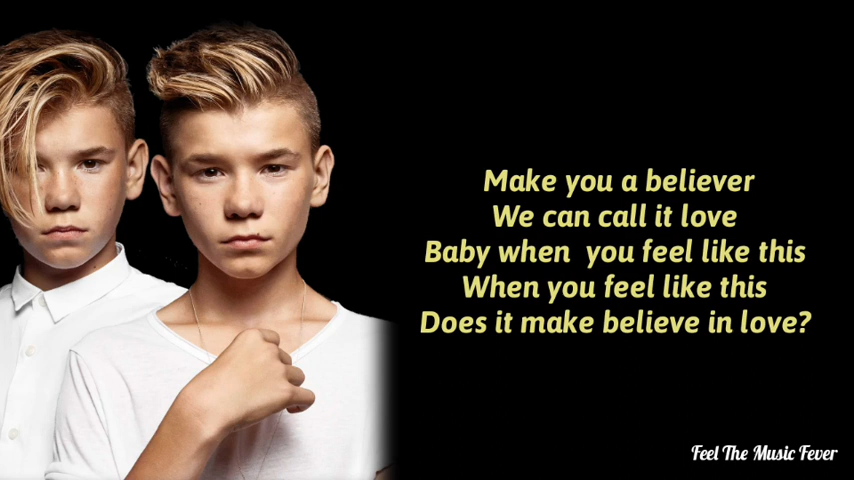 Make you a believer
We can call it love
Baby when  you feel like this
When you feel like this
Does it make believe in love?
Feel The Music Fever